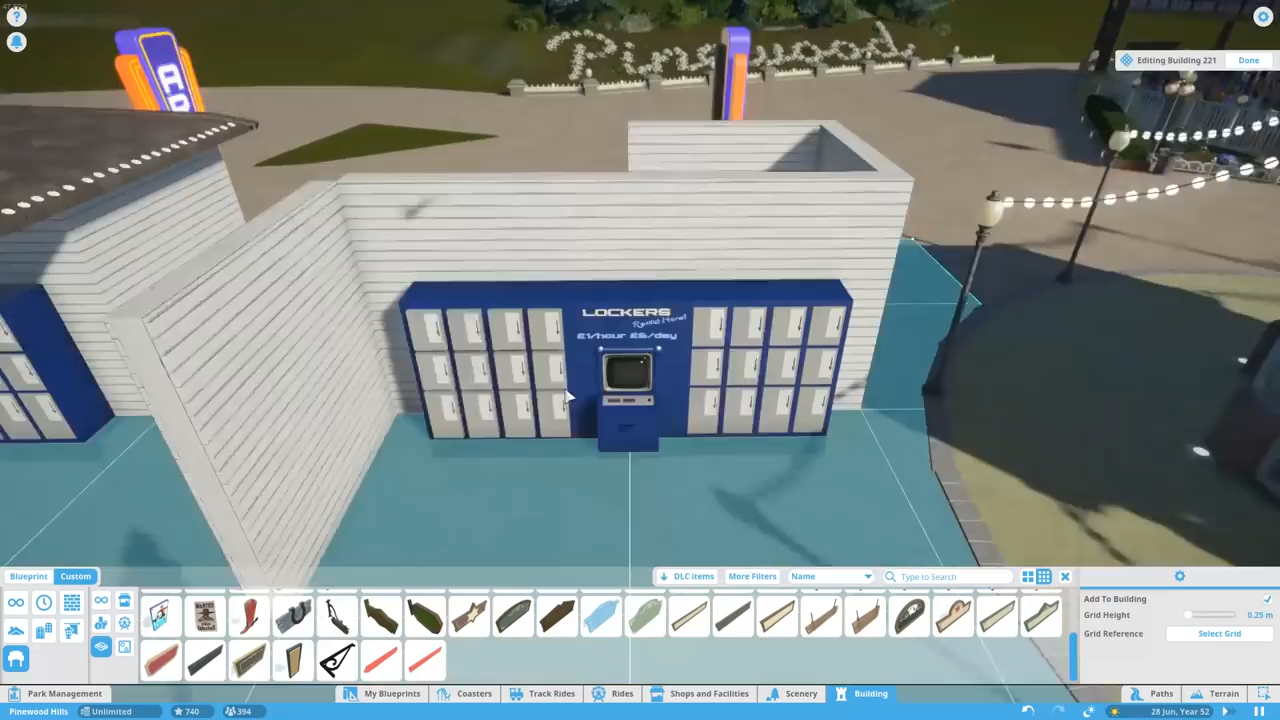 Pinewood
Editing Building 221
Done
LOCKERS
Rental Here!
£1/hour £6/day
Blueprint
Custom
DLC items
More Filters
Name
Type to Search
Add To Building
Grid Height
0.25 m
Grid Reference
Select Grid
Park Management
My Blueprints
Coasters
Track Rides
Rides
Shops and Facilities
Scenery
Building
Paths
Terrain
Pinewood Hills
Unlimited
740
394
28 Jun, Year 52